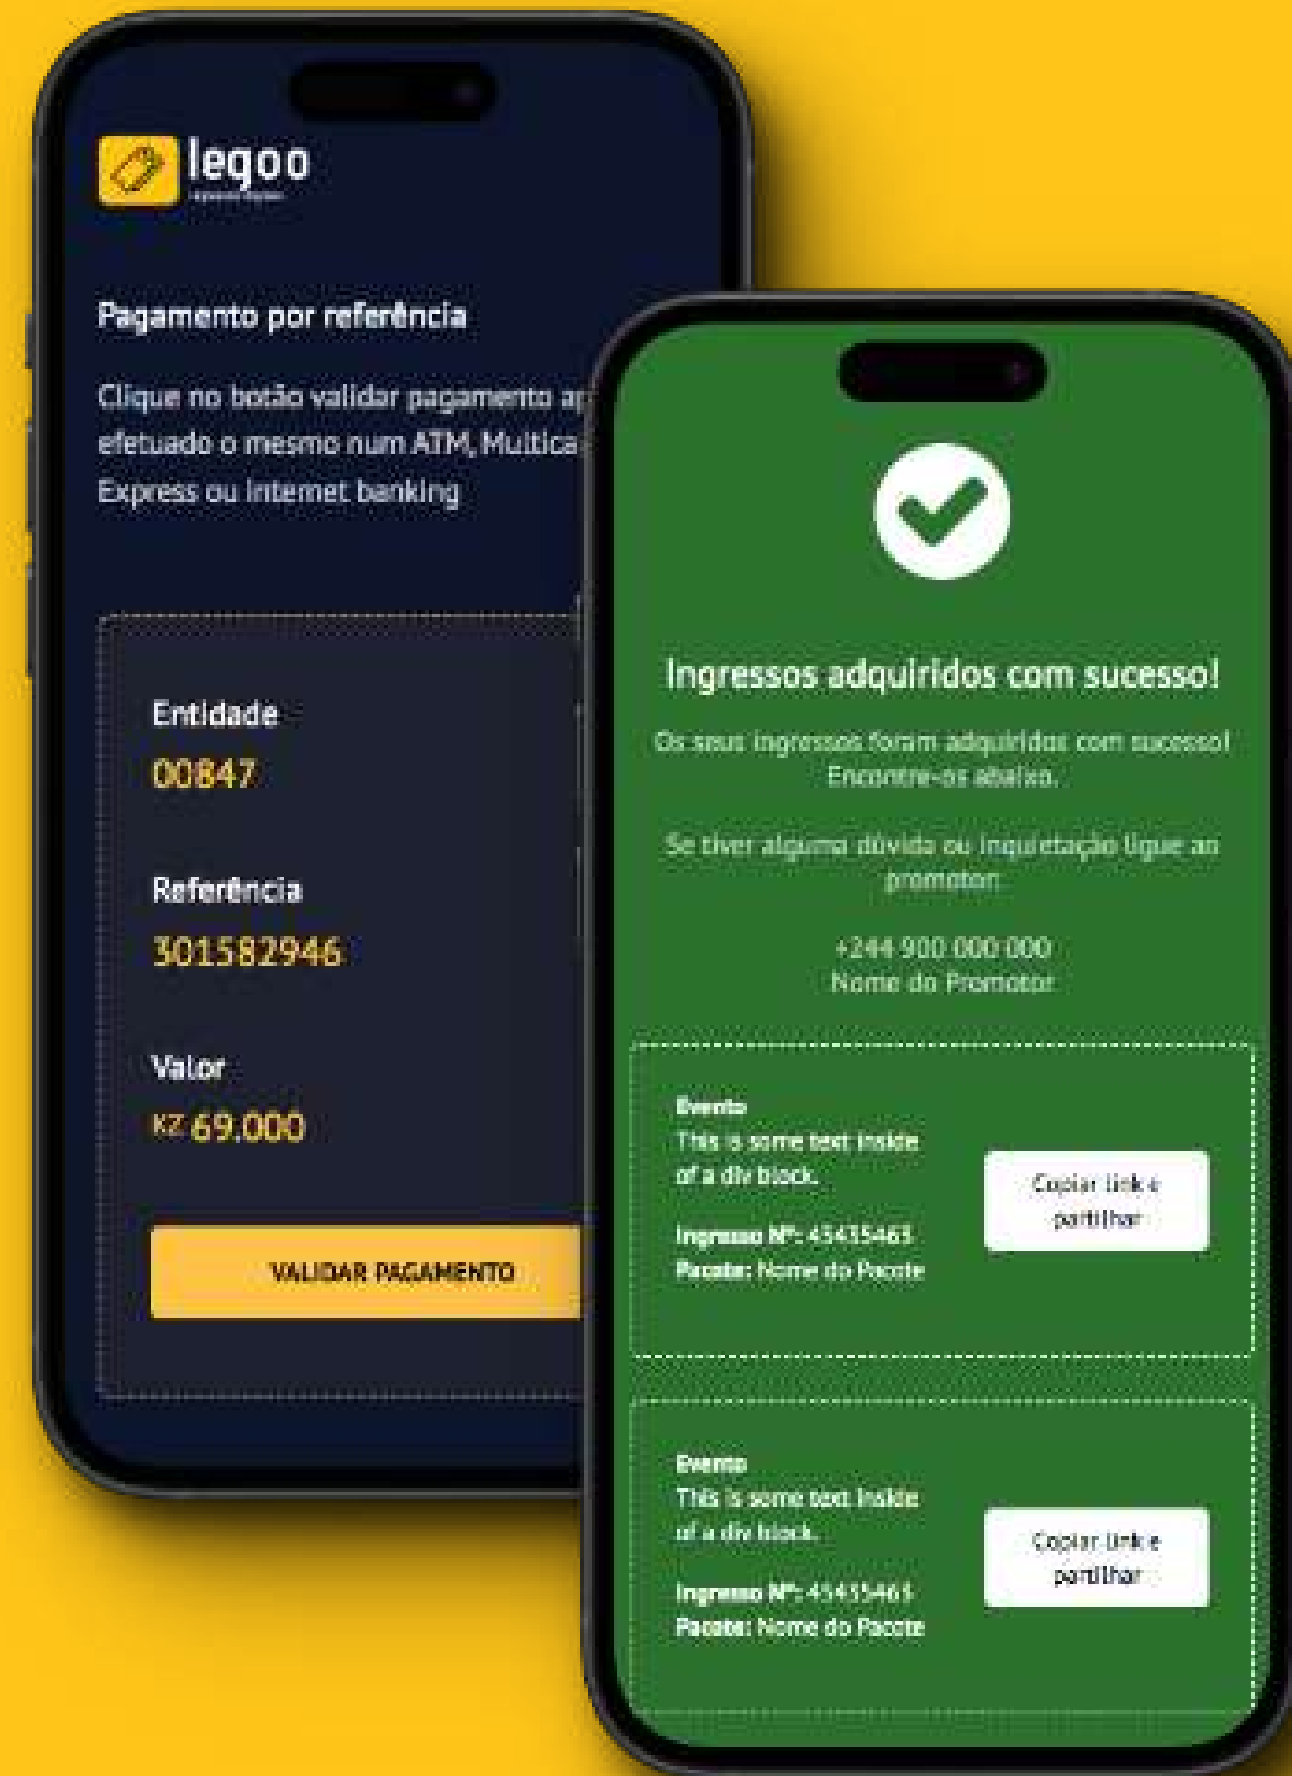 leqoo
Pagamento por referência
Clique no botão validar pagamento ap
efetuado o mesmo num ATM, Multica
Express ou internet banking
Entidade
00847
Referência
301582946
Valor
KZ 69.000
VALIDAR PAGAMENTO
Ingressos adquiridos com sucesso!
Os seus ingressos foram adquiridos com sucesso!
Encontre-os abaixo.
Se tiver alguma dúvida ou inquietação ligue ao
promotor:
+244 900 000 000
Nome do Promotor
Evento
This is some text inside
of a div block.
Ingresso Nº: 45435463
Pacote: Nome do Pacote
Copiar Link e
partilhar
Evento
This is some text inside
of a div block.
Ingresso Nº: 45435463
Pacote: Nome do Pacote
Copiar Link e
partilhar